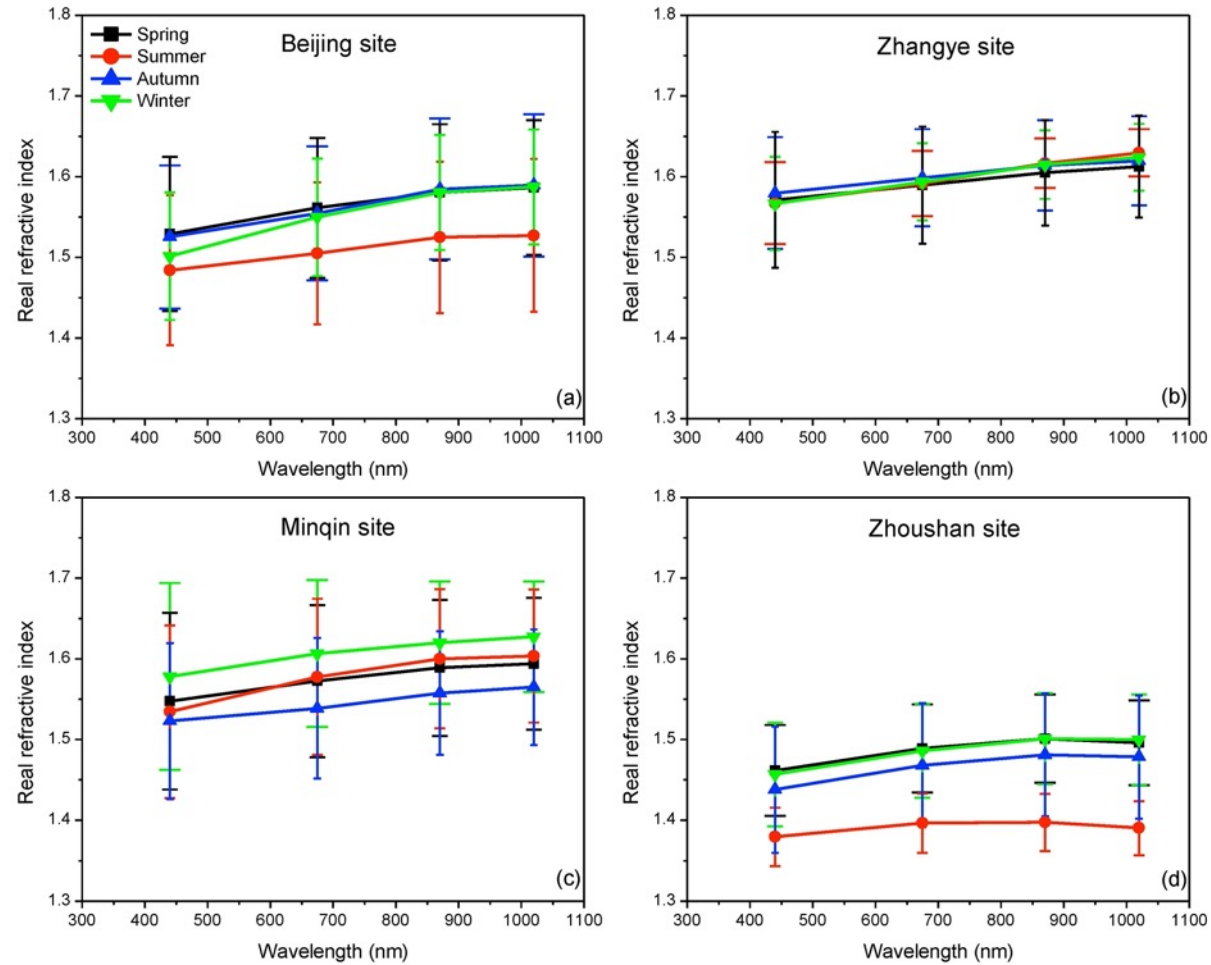 Beijing site
Spring
Summer
Autumn
Winter
Real refractive index
1.8
1.7
1.6
1.5
1.4
1.3
300 400 500 600 700 800 900 1000 1100
Wavelength (nm)
(a)
Zhangye site
Real refractive index
1.8
1.7
1.6
1.5
1.4
1.3
300 400 500 600 700 800 900 1000 1100
Wavelength (nm)
(b)
Minqin site
Real refractive index
1.8
1.7
1.6
1.5
1.4
1.3
300 400 500 600 700 800 900 1000 1100
Wavelength (nm)
(c)
Zhoushan site
Real refractive index
1.8
1.7
1.6
1.5
1.4
1.3
300 400 500 600 700 800 900 1000 1100
Wavelength (nm)
(d)